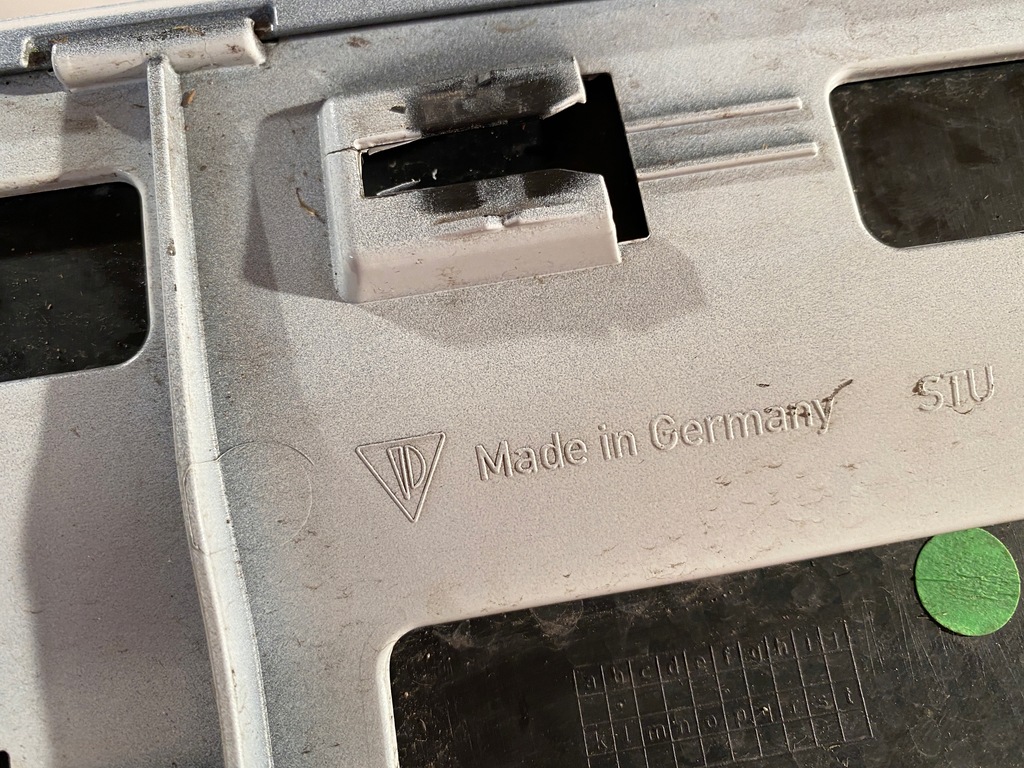 Made in Germany STU
a b c d e f g h i j
k l m n o p q r s t